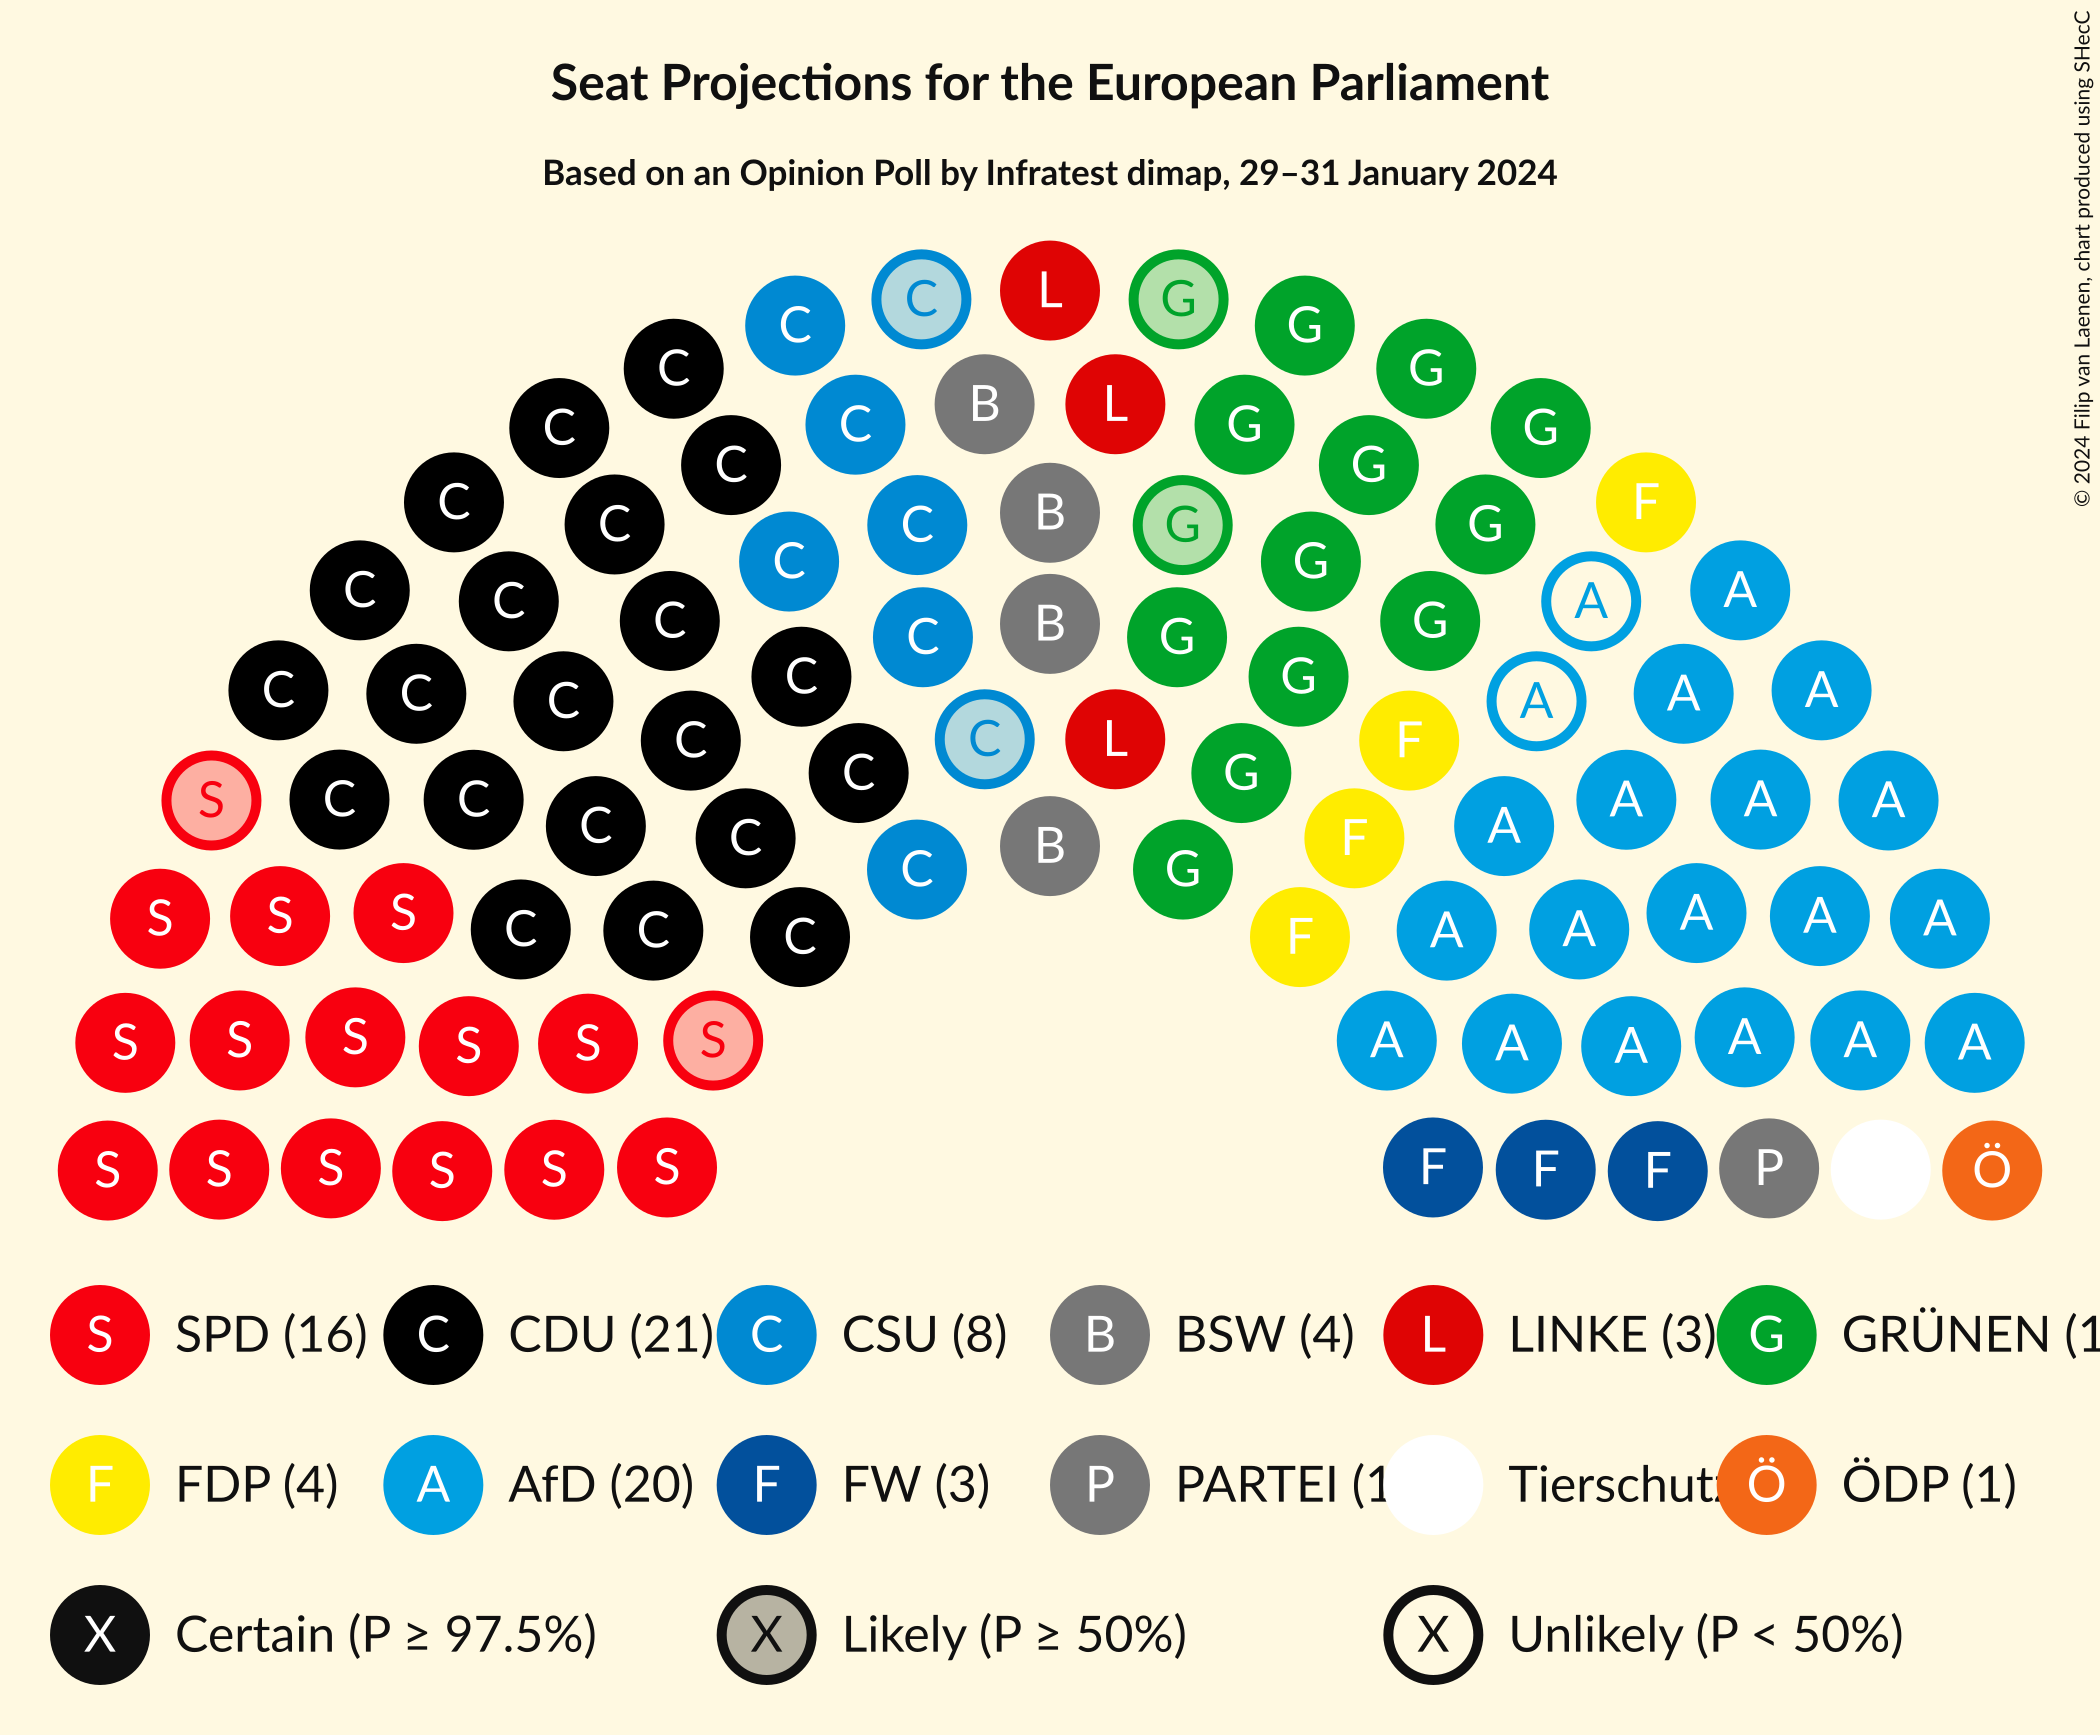 © 2024 Filip van Laenen, chart produced using SHecC
Seat Projections for the European Parliament
Based on an Opinion Poll by Infratest dimap, 29–31 January 2024
C L G
C G
C G
B L
C C G G
C G
C F
B
C C G G
C G
C A
C A
C B G
C G
C G
C C C A A A
C C L F
C G
S C C A A A
C C F A
C B G
S S S C C C F A A A A A
S S S S S S A A A A A A
S S S S S S F F F P Ö
S SPD (16) C CDU (21) C CSU (8) B BSW (4) L LINKE (3) G GRÜNEN (1
F FDP (4) A AfD (20) F FW (3) P PARTEI (1 Tierschutz Ö ÖDP (1)
X Certain (P ≥ 97.5%) X Likely (P ≥ 50%) X Unlikely (P < 50%)